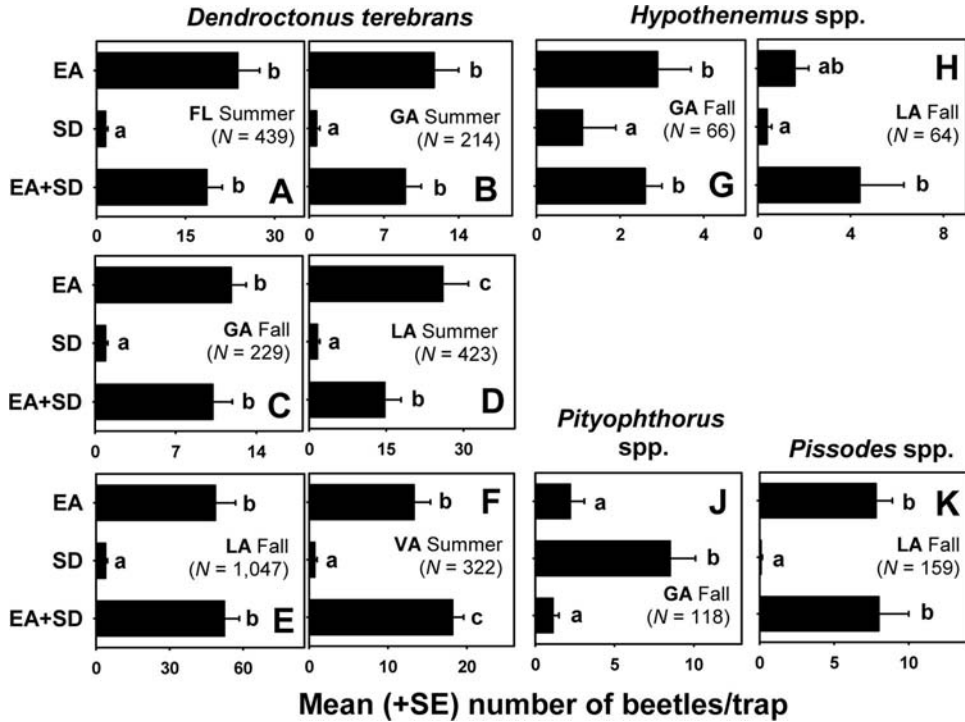 Dendroctonus terebrans
Hypothenemus spp.
EA
SD
EA+SD
b
a
b
FL Summer
(N = 439)
A
0 15 30
b
a
b
GA Summer
(N = 214)
B
0 7 14
b
a
b
GA Fall
(N = 66)
G
0 2 4
ab
a
b
H
LA Fall
(N = 64)
0 4 8
EA
SD
EA+SD
b
a
b
GA Fall
(N = 229)
C
0 7 14
c
a
b
LA Summer
(N = 423)
D
0 15 30
Pityophthorus
spp.
Pissodes spp.
EA
SD
EA+SD
b
a
b
LA Fall
(N = 1,047)
E
0 30 60
b
a
c
F
VA Summer
(N = 322)
0 10 20
a
b
a
J
GA Fall
(N = 118)
0 5 10
b
a
b
K
LA Fall
(N = 159)
0 5 10
Mean (+SE) number of beetles/trap